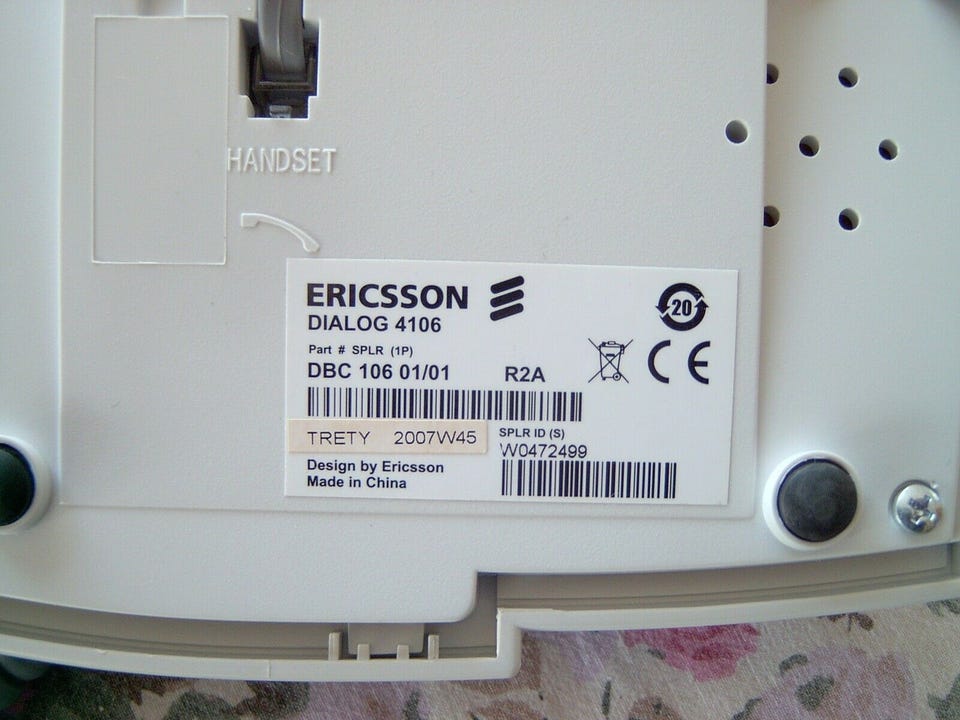 HANDSET
ERICSSON
DIALOG 4106
20
Part # SPLR (1P)
DBC 106 01/01 R2A
CE
TRETY 2007W45
SPLR ID (S)
W0472499
Design by Ericsson
Made in China